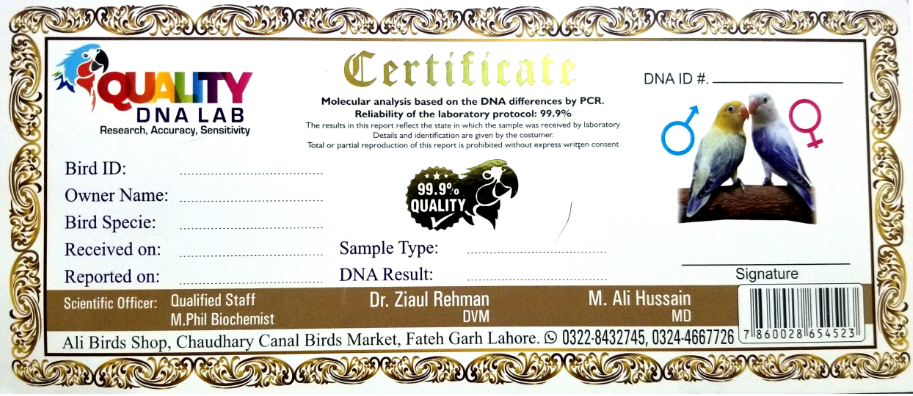 QUALITY
DNA LAB
Research, Accuracy, Sensitivity
Certificate
Molecular analysis based on the DNA differences by PCR.
Reliability of the laboratory protocol: 99.9%
The results in this report reflect the state in which the sample was received by laboratory
Details and identification are given by the costumer.
Total or partial reproduction of this report is prohibited without express written consent
DNA ID #.
Bird ID:
Owner Name:
Bird Specie:
Received on:
Reported on:
99.9%
QUALITY
Sample Type:
DNA Result:
Signature
Scientific Officer: Qualified Staff
M.Phil Biochemist
Dr. Ziaul Rehman
DVM
M. Ali Hussain
MD
Ali Birds Shop, Chaudhary Canal Birds Market, Fateh Garh Lahore. 0322-8432745, 0324-4667726
7 860028 654523